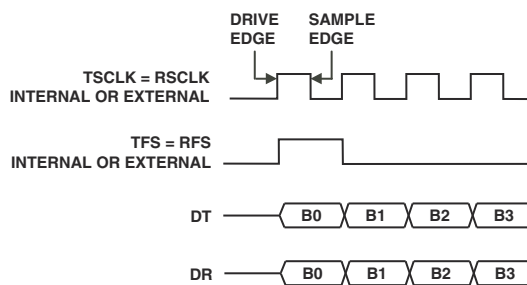 DRIVE EDGE
SAMPLE EDGE
TSCLK = RSCLK
INTERNAL OR EXTERNAL
TFS = RFS
INTERNAL OR EXTERNAL
DT B0 B1 B2 B3
DR B0 B1 B2 B3